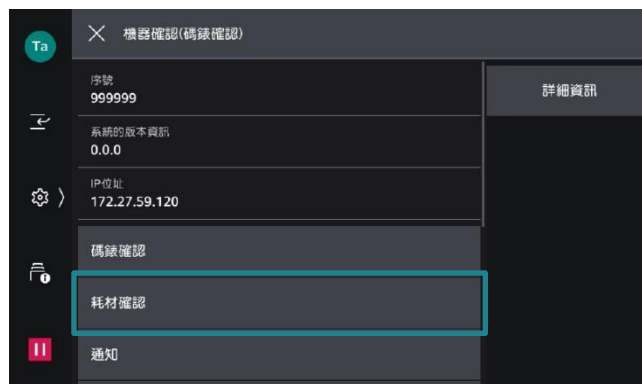 Ta
機器確認(碼錶確認)
序號
999999
詳細資訊
系統的版本資訊
0.0.0
IP位址
172.27.59.120
碼錶確認
耗材確認
通知